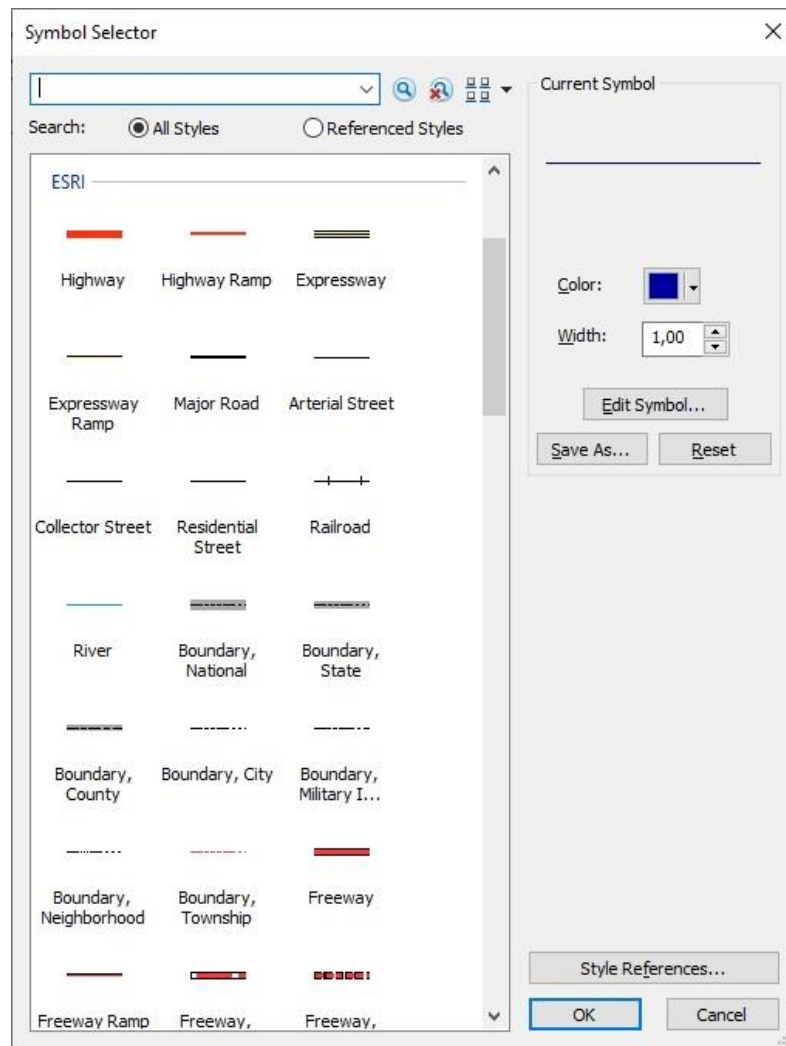 Symbol Selector
Search:
All Styles
Referenced Styles
ESRI
Highway
Highway Ramp
Expressway
Expressway
Ramp
Major Road
Arterial Street
Collector Street
Residential
Street
Railroad
River
Boundary,
National
Boundary,
State
Boundary,
County
Boundary, City
Boundary,
Military I...
Boundary,
Neighborhood
Boundary,
Township
Freeway
Freeway Ramp
Freeway,
Freeway,
Current Symbol
Color:
Width:
1,00
Edit Symbol...
Save As...
Reset
Style References...
OK
Cancel